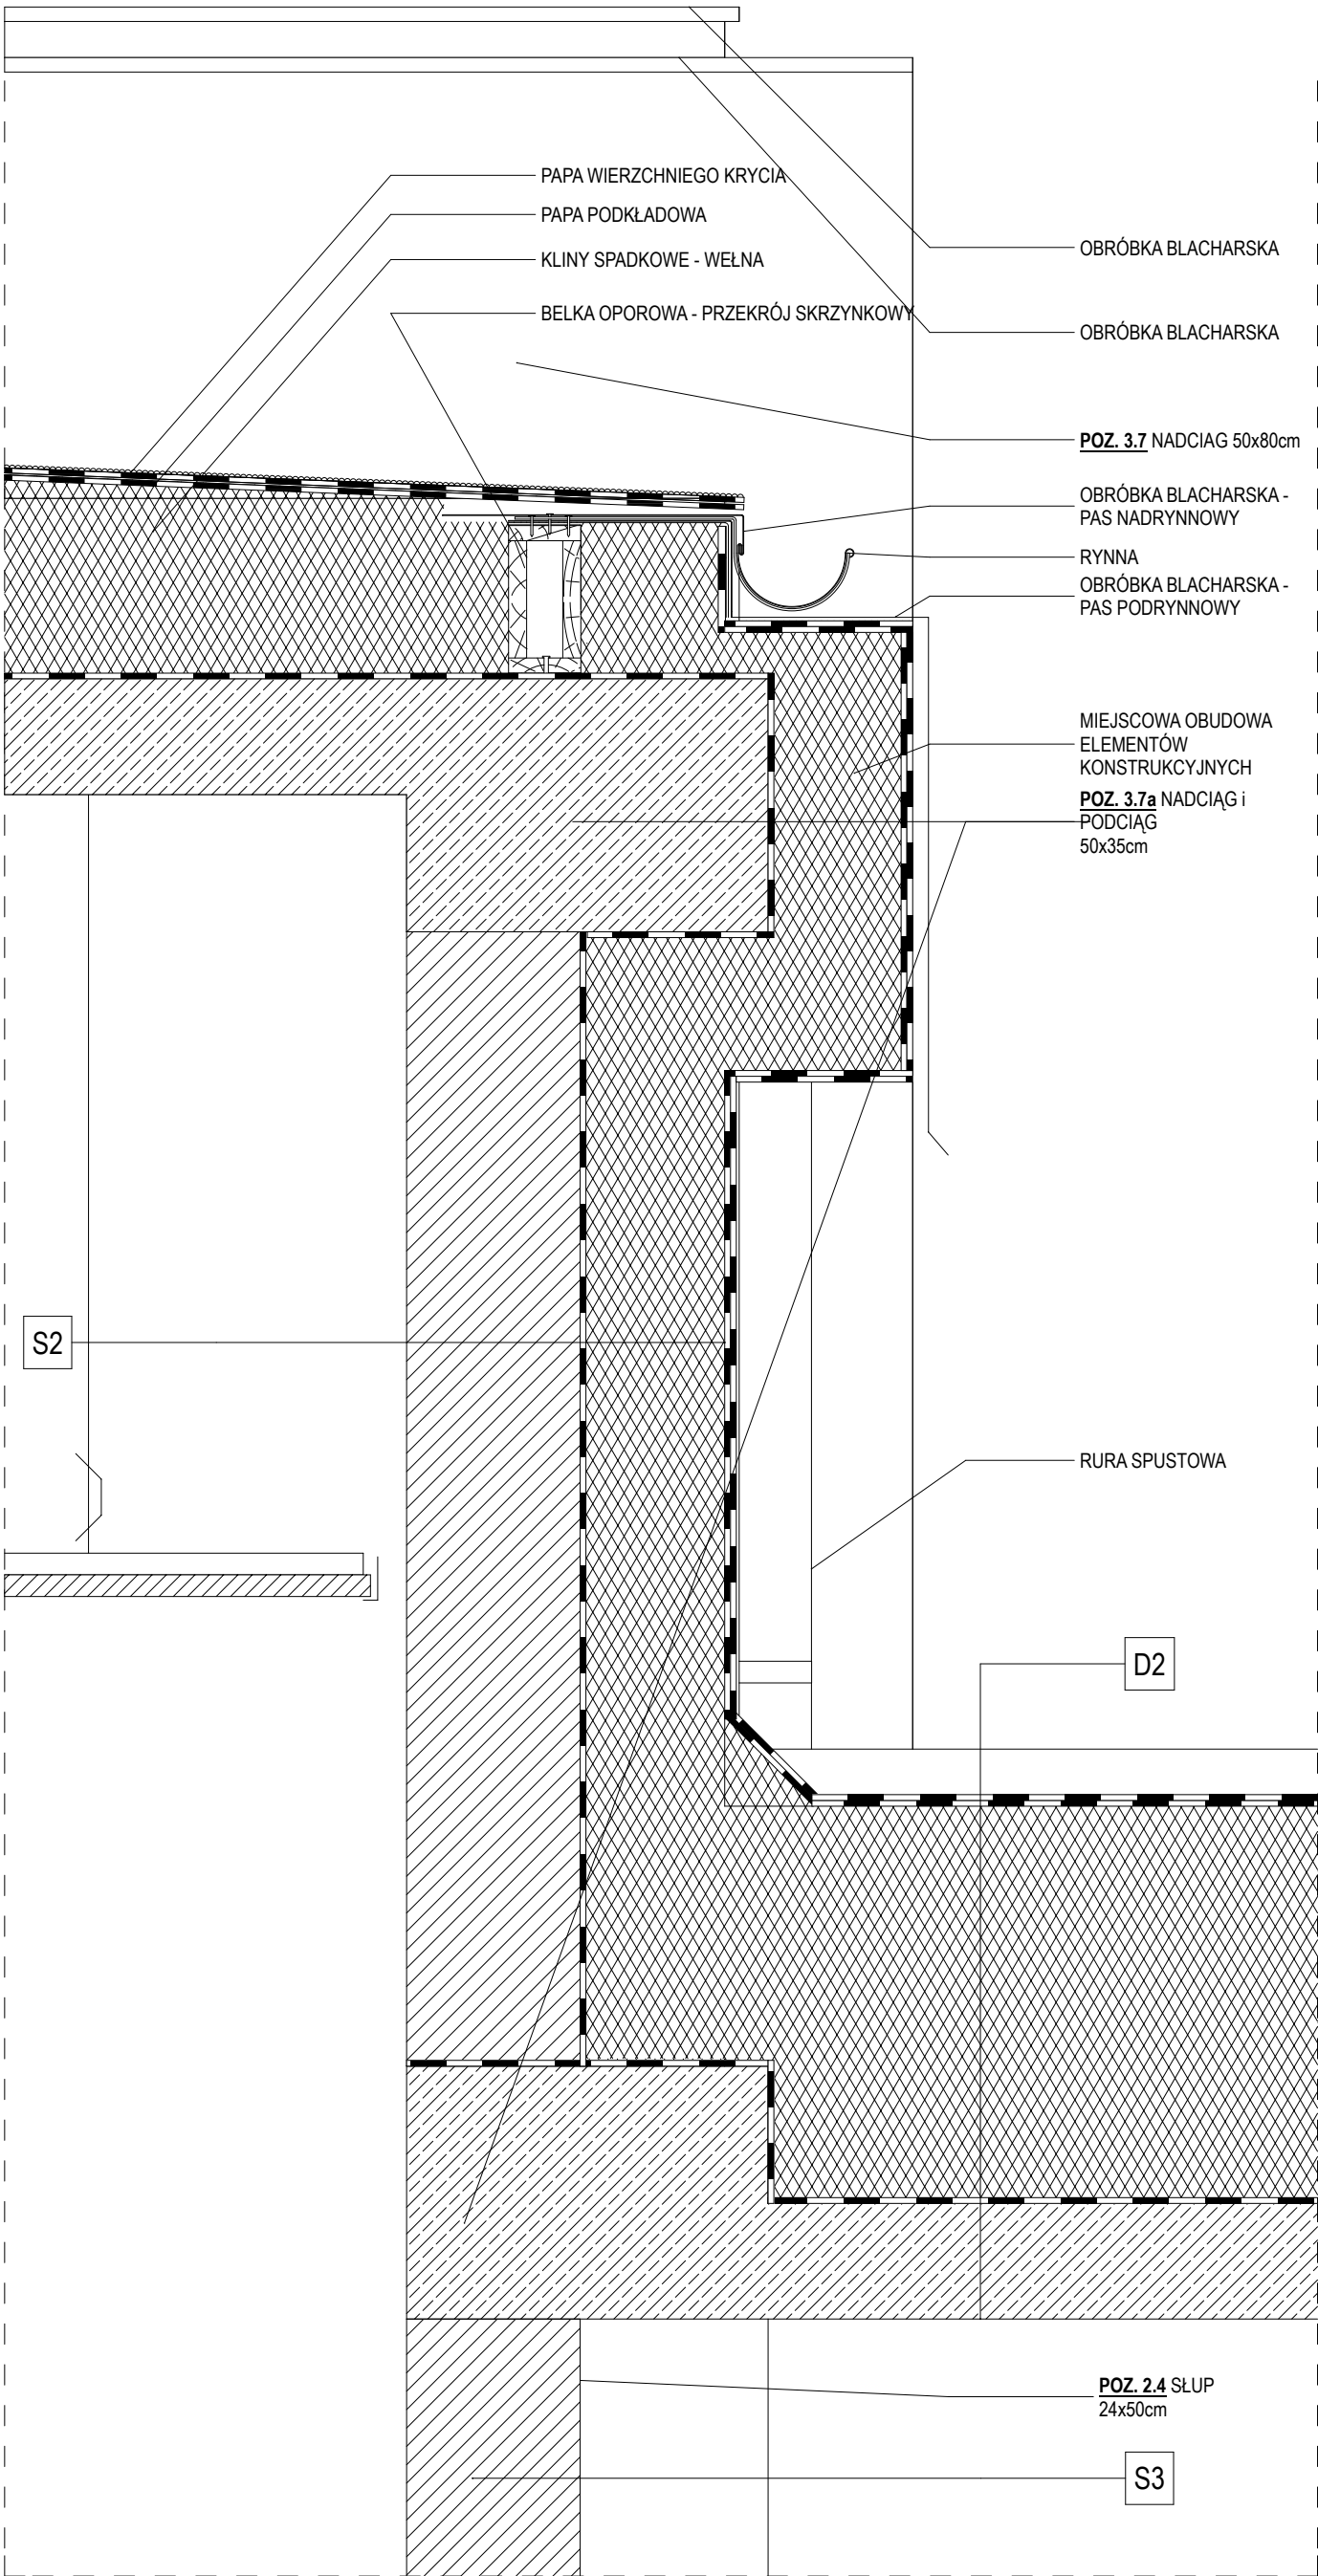 PAPA WIERZCHNIEGO KRYCIA
PAPA PODKŁADOWA
KLINY SPADKOWE - WEŁNA
BELKA OPOROWA - PRZEKRÓJ SKRZYNKOWY
OBRÓBKA BLACHARSKA
OBRÓBKA BLACHARSKA
POZ. 3.7 NADCIAG 50x80cm
OBRÓBKA BLACHARSKA -
PAS NADRYNNOWY
RYNNA
OBRÓBKA BLACHARSKA -
PAS PODRYNNOWY
MIEJSCOWA OBUDOWA
ELEMENTÓW
KONSTRUKCYJNYCH
POZ. 3.7a NADCIĄG i
PODCIĄG
50x35cm
S2
RURA SPUSTOWA
D2
POZ. 2.4 SŁUP
24x50cm
S3